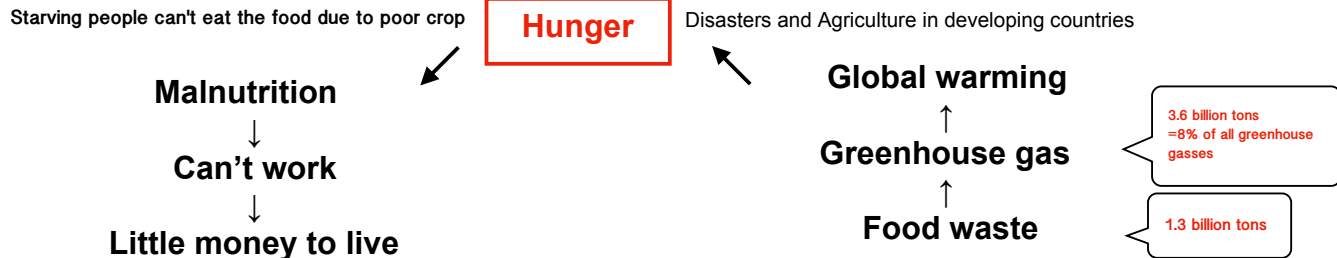 Starving people can't eat the food due to poor crop
Hunger
Disasters and Agriculture in developing countries
Malnutrition
↓
Can't work
↓
Little money to live
Global warming
↑
Greenhouse gas
↑
Food waste
3.6 billion tons
=8% of all greenhouse
gasses
1.3 billion tons